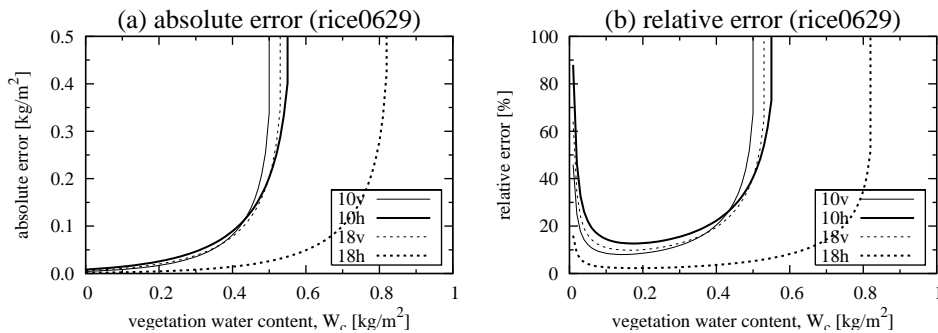 (a) absolute error (rice0629)
absolute error [kg/m²]
0.5
0.4
0.3
0.2
0.1
0.0
10v
10h
18v
18h
0 0.2 0.4 0.6 0.8 1
vegetation water content, W_c [kg/m²]
(b) relative error (rice0629)
relative error [%]
100
80
60
40
20
0
10v
10h
18v
18h
0 0.2 0.4 0.6 0.8 1
vegetation water content, W_c [kg/m²]